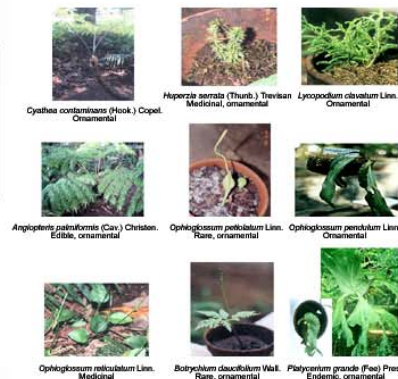 Cyathea contaminans (Hook.) Copel.
Ornamental
Huperzia serrata (Thunb.) Trevisan
Medicinal, ornamental
Lycopodium clavatum Linn.
Ornamental
Angiopteris palmiformis (Cav.) Christen.
Edible, ornamental
Ophioglossum petiolatum Linn.
Rare, ornamental
Ophioglossum pendulum Linn
Ornamental
Ophioglossum reticulatum Linn.
Medicinal
Botrychium daucifolium Wall.
Rare, ornamental
Platycerium grande (Fee) Pres
Endemic, ornamental